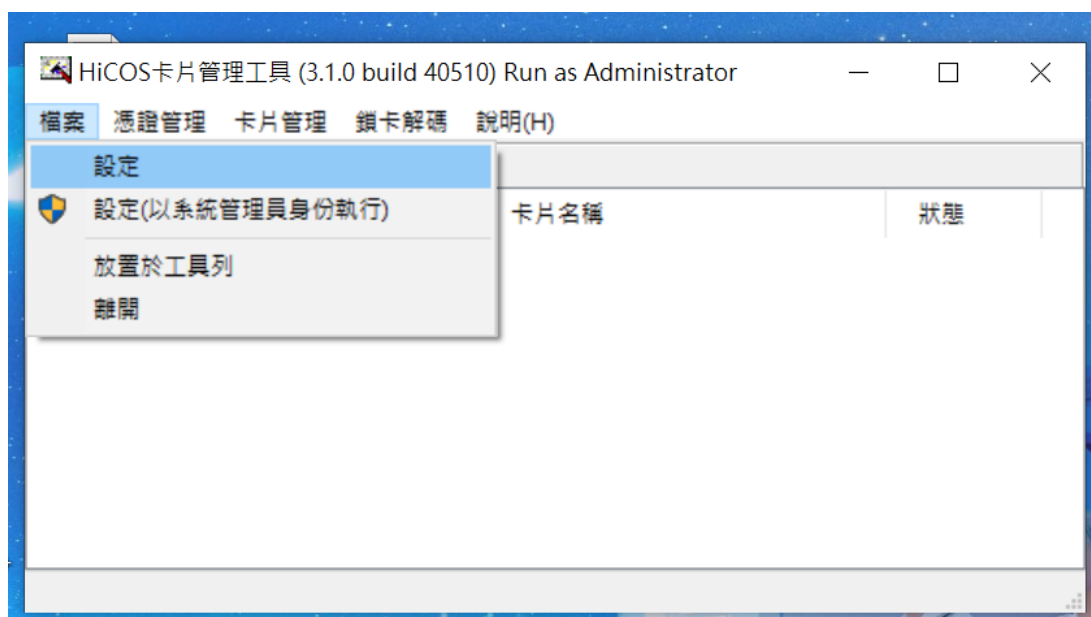 HiCOS卡片管理工具 (3.1.0 build 40510) Run as Administrator
檔案 憑證管理 卡片管理 鎖卡解碼 說明(H)
設定
設定(以系統管理員身份執行)
卡片名稱 狀態
放置於工具列
離開